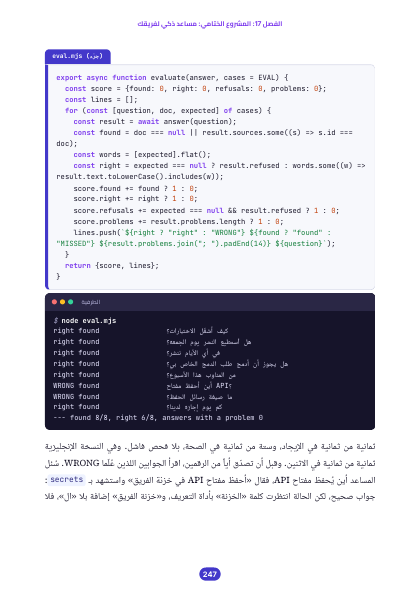 الفصل 17: المشروع الختامي: مساعد ذكي لفريقك
eval.mjs (جزء)
export async function evaluate(answer, cases = EVAL) {
const score = {found: 0, right: 0, refusals: 0, problems: 0};
const lines = [];
for (const [question, doc, expected] of cases) {
const result = await answer(question);
const found = doc === null || result.sources.some((s) => s.id ===
doc);
const words = [expected].flat();
const right = expected === null ? result.refused : words.some((w) =>
result.text.toLowerCase().includes(w));
score.found += found ? 1 : 0;
score.right += right ? 1 : 0;
score.refusals += expected === null && result.refused ? 1 : 0;
score.problems += result.problems.length ? 1 : 0;
lines.push(`${right ? "right" : "WRONG"} ${found ? "found" :
"MISSED"} ${result.problems.join("; ").padEnd(14)} ${question}`);
}
return {score, lines};
}
الطرفية
$ node eval.mjs
right found كيف أشغّل الاختبارات؟
right found هل أستطيع النشر يوم الجمعة؟
right found في أي الأيام ننشر؟
right found هل يجوز أن أدمج طلب الدمج الخاص بي؟
right found من المناوب هذا الأسبوع؟
WRONG found أين أحفظ مفتاح API؟
WRONG found ما صيغة رسائل الحفظ؟
right found كم يوم إجازة لدينا؟
--- found 8/8, right 6/8, answers with a problem 0
ثمانية من ثمانية في الإيجاد، وستة من ثمانية في الصحة، بلا فحص فاشل. وفي النسخة الإنجليزية
ثمانية من ثمانية في الاثنين. وقبل أن تصدّق أياً من الرقمين، اقرأ الجوابين اللذين عُلّما WRONG. سُئل
المساعد أين يُحفظ مفتاح API، فقال «أحفظ مفتاح API في خزنة الفريق» واستشهد بـ secrets :
جواب صحيح، لكن الحالة انتظرت كلمة «الخزنة» بأداة التعريف، و«خزنة الفريق» إضافة بلا «ال»، فلا
247